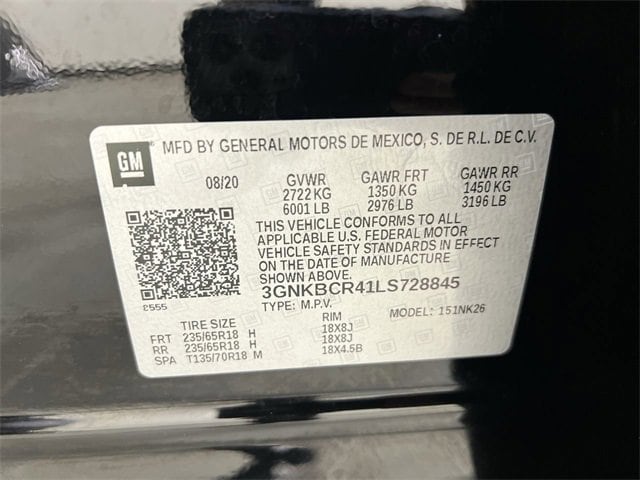 GM
MFD BY GENERAL MOTORS DE MEXICO, S. DE R.L. DE C.V.
08/20 GVWR GAWR FRT GAWR RR
2722 KG 1350 KG 1450 KG
6001 LB 2976 LB 3196 LB
THIS VEHICLE CONFORMS TO ALL
APPLICABLE U.S. FEDERAL MOTOR
VEHICLE SAFETY STANDARDS IN EFFECT
ON THE DATE OF MANUFACTURE
SHOWN ABOVE.
3GNKBCR41LS728845
TYPE: M.P.V. MODEL: 151NK26
TIRE SIZE RIM
FRT 235/65R18 H 18X8J
RR 235/65R18 H 18X8J
SPA T135/70R18 M 18X4.5B